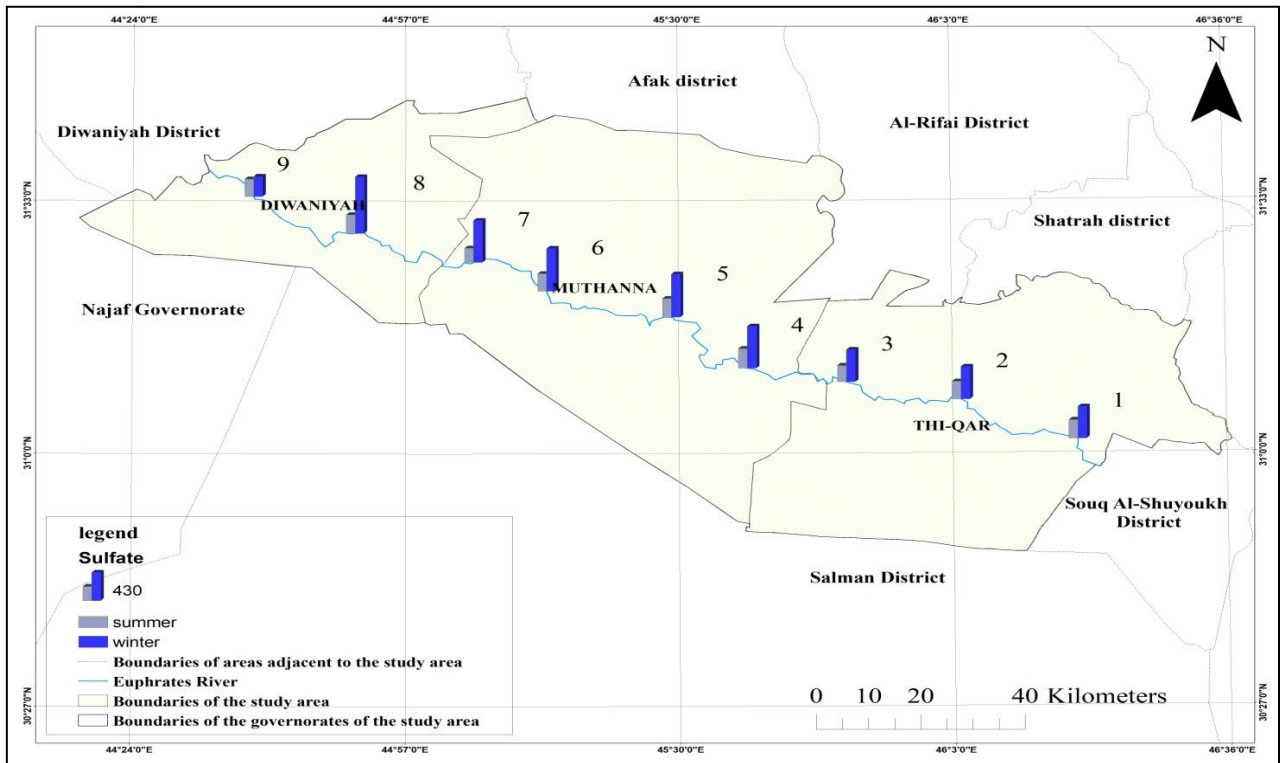 44°24'0"E
44°57'0"E
45°30'0"E
46°3'0"E
46°36'0"E
N
Afak district
Al-Rifai District
Diwaniyah District
9
8
31°33'0"N
31°33'0"N
DIWANIYAH
Shatrah district
7
6
5
MUTHANNA
Najaf Governorate
4
3
2
1
THI-QAR
31°0'0"N
31°0'0"N
Souq Al-Shuyoukh
District
Salman District
legend
Sulfate
430
summer
winter
Boundaries of areas adjacent to the study area
Euphrates River
Boundaries of the study area
Boundaries of the governorates of the study area
0 10 20 40 Kilometers
30°27'0"N
30°27'0"N
44°24'0"E
44°57'0"E
45°30'0"E
46°3'0"E
46°36'0"E